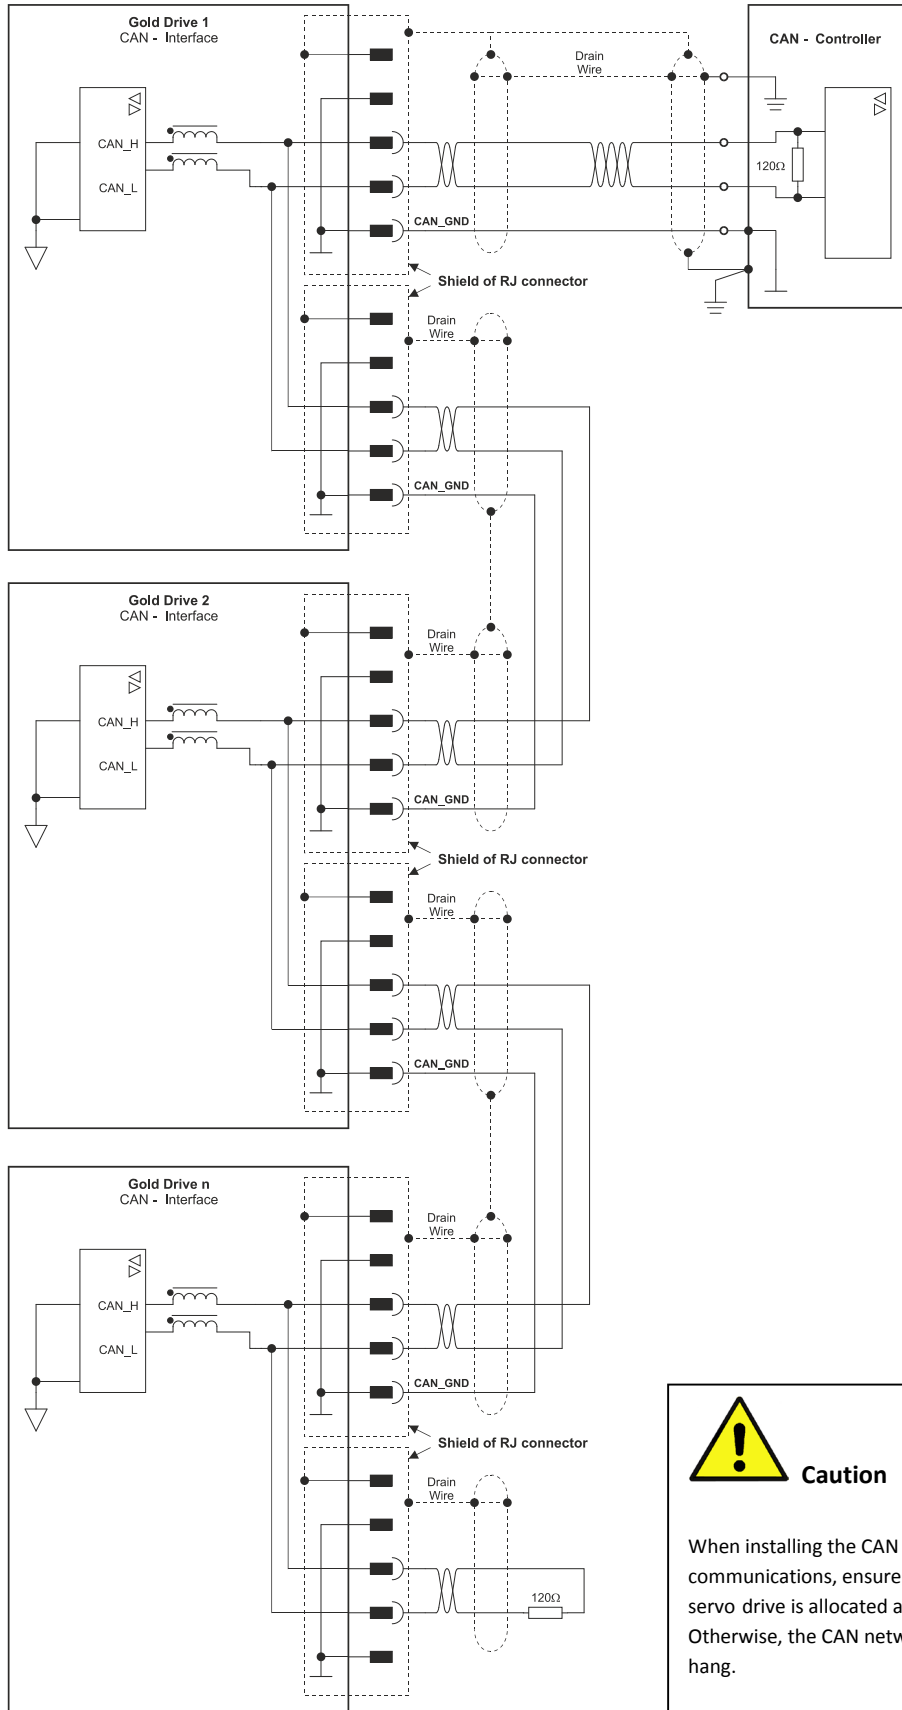 Gold Drive 1
CAN - Interface
CAN_H
CAN_L
CAN_GND
Drain
Wire
CAN - Controller
120Ω
Shield of RJ connector
Drain
Wire
CAN_GND
Gold Drive 2
CAN - Interface
CAN_H
CAN_L
Drain
Wire
CAN_GND
Shield of RJ connector
Drain
Wire
CAN_GND
Gold Drive n
CAN - Interface
CAN_H
CAN_L
Drain
Wire
CAN_GND
Shield of RJ connector
Drain
Wire
120Ω
Caution
When installing the CAN
communications, ensure
servo drive is allocated a
Otherwise, the CAN netw
hang.